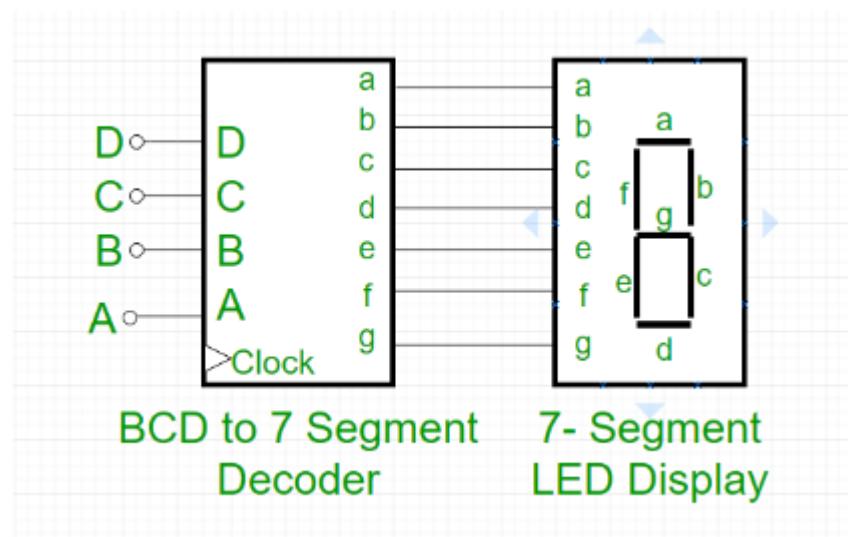 a a
b b a
D D
c c
f b
C C d d g
B B e e
e c
A A f f
g g d
Clock
BCD to 7 Segment 7- Segment
Decoder LED Display